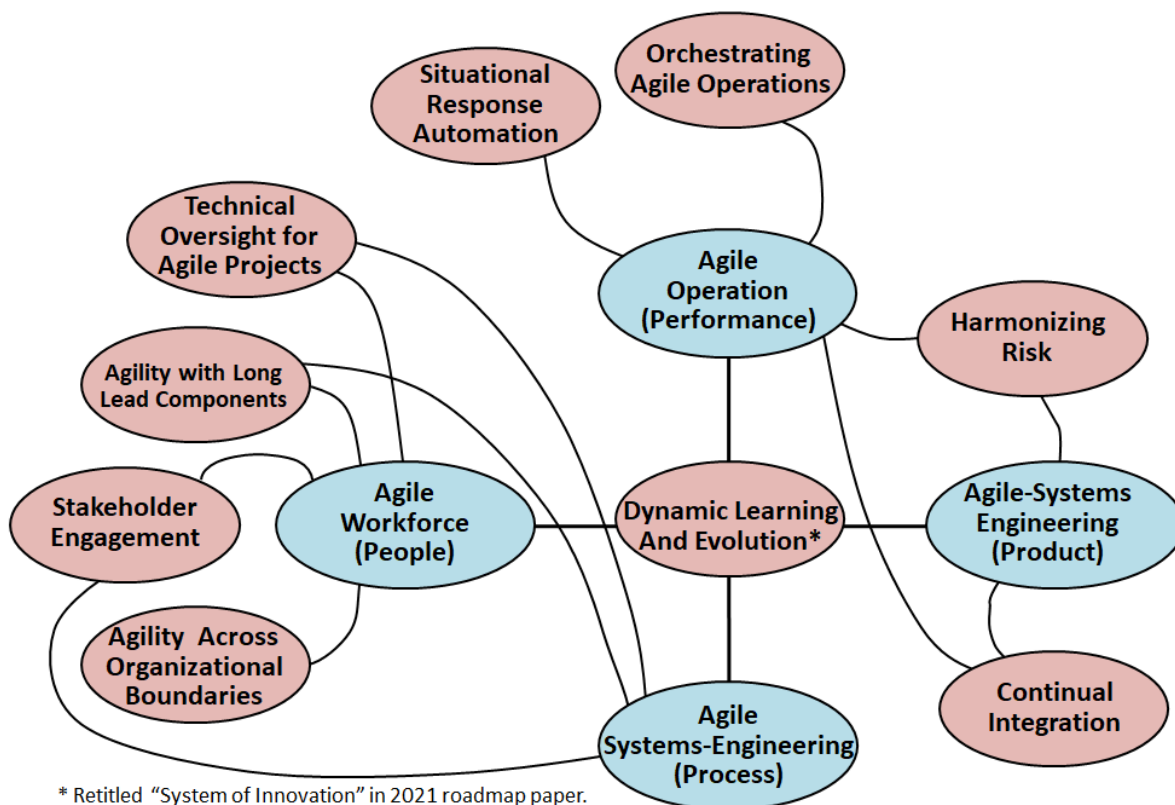 Orchestrating
Agile Operations
Situational
Response
Automation
Technical
Oversight for
Agile Projects
Agile
Operation
(Performance)
Harmonizing
Risk
Agility with Long
Lead Components
Stakeholder
Engagement
Agile
Workforce
(People)
Dynamic Learning
And Evolution*
Agile-Systems
Engineering
(Product)
Agility Across
Organizational
Boundaries
Agile
Systems-Engineering
(Process)
Continual
Integration
* Retitled “System of Innovation” in 2021 roadmap paper.